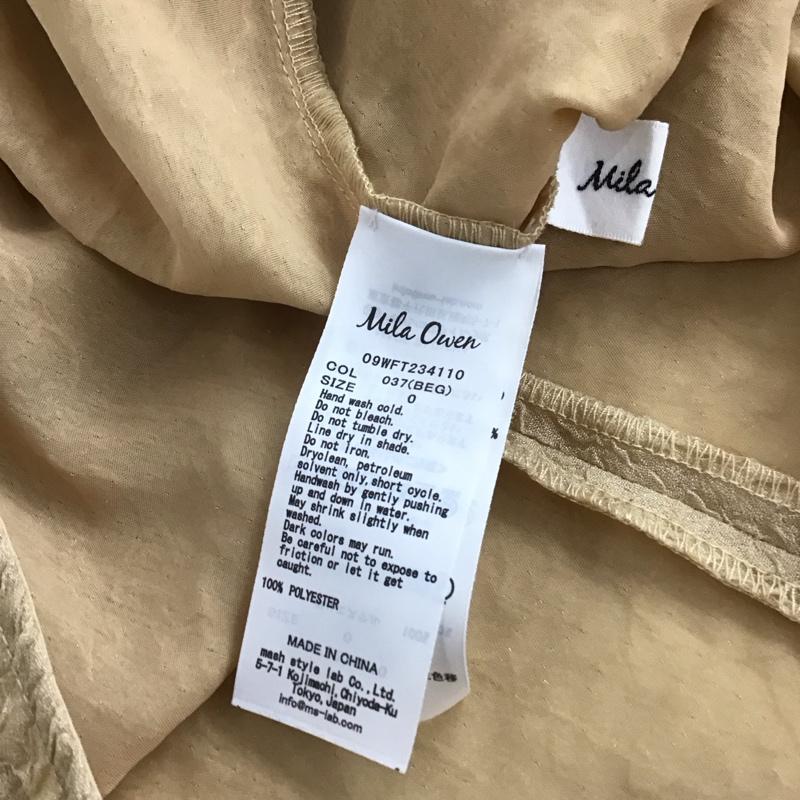 Mila
Mila Owen
09WFT234110
COL 037(BEG)
SIZE 0
Hand wash cold.
Do not bleach.
Do not tumble dry.
Line dry in shade.
Do not iron.
Dryclean, petroleum
solvent only,short cycle.
Handwash by gently pushing
up and down in water.
May shrink slightly when
washed.
Dark colors may run.
Be careful not to expose to
friction or let it get
caught.
100% POLYESTER
MADE IN CHINA
mash style lab Co.,Ltd.
5-7-1 Kojimachi,Chiyoda-Ku
Tokyo,Japan
info@ms-lab.com
%
色移